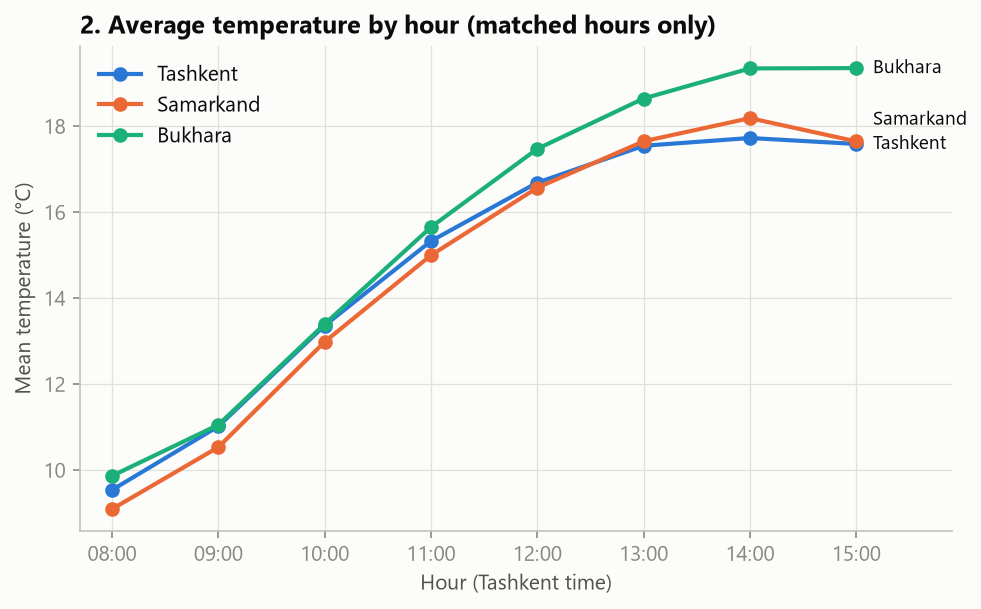 2. Average temperature by hour (matched hours only)
Tashkent
Samarkand
Bukhara
Bukhara
Samarkand
Tashkent
Mean temperature (°C)
18
16
14
12
10
08:00 09:00 10:00 11:00 12:00 13:00 14:00 15:00
Hour (Tashkent time)